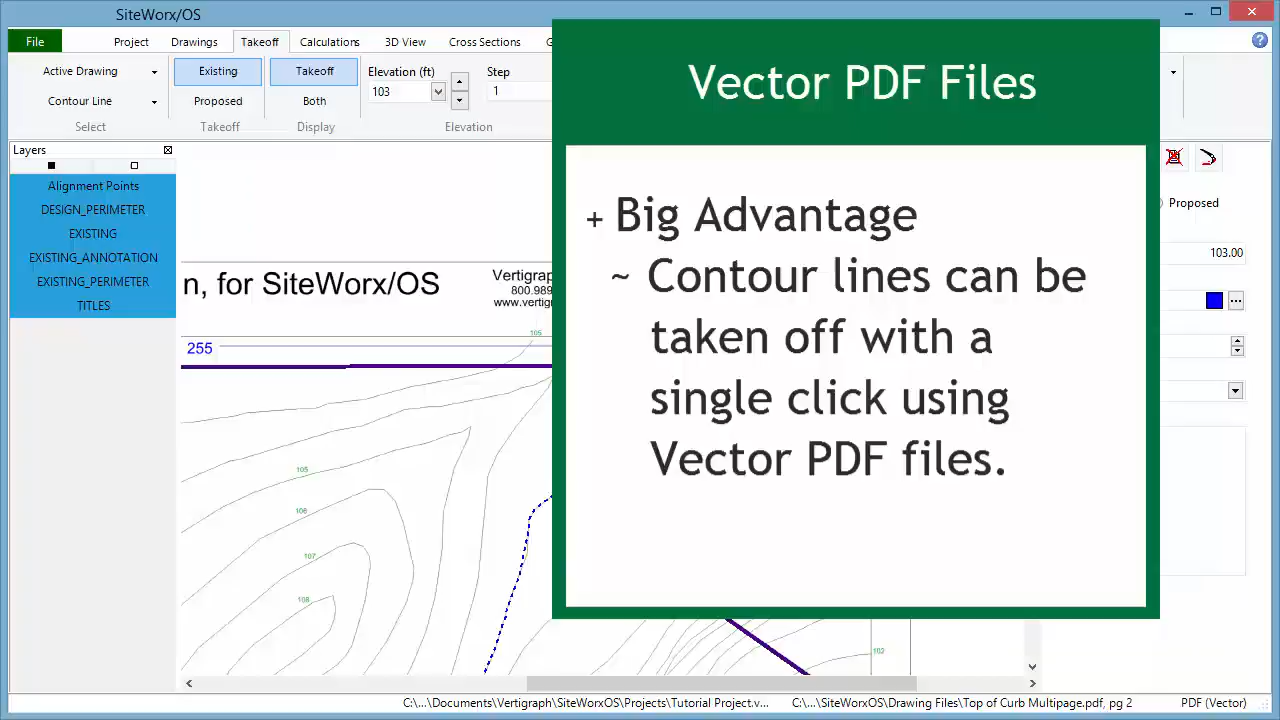 SiteWorx/OS
File
Project
Drawings
Takeoff
Calculations
3D View
Cross Sections
Active Drawing
Contour Line
Select
Existing
Proposed
Takeoff
Takeoff
Both
Display
Elevation (ft)
103
Step
1
Elevation
Layers
Alignment Points
DESIGN_PERIMETER
EXISTING
EXISTING_ANNOTATION
EXISTING_PERIMETER
TITLES
n, for SiteWorx/OS
Vertigraph
800.989
www.vertig
255
105
105
106
107
108
102
Vector PDF Files
+ Big Advantage
~ Contour lines can be
taken off with a
single click using
Vector PDF files.
Proposed
103.00
C:\...\Documents\Vertigraph\SiteWorxOS\Projects\Tutorial Project.v...
C:\...\SiteWorxOS\Drawing Files\Top of Curb Multipage.pdf, pg 2
PDF (Vector)